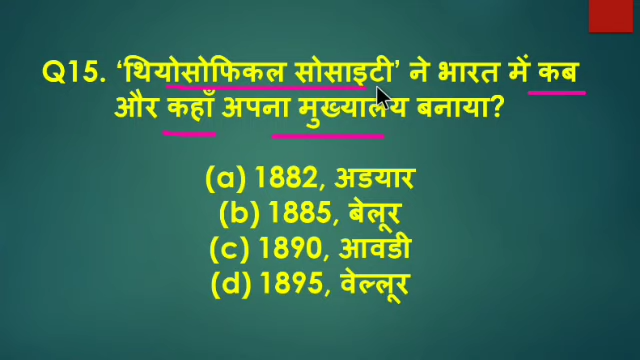 Q15. ‘थियोसोफिकल सोसाइटी’ ने भारत में कब
और कहाँ अपना मुख्यालय बनाया?
(a) 1882, अडयार
(b) 1885, बेलूर
(c) 1890, आवडी
(d) 1895, वेल्लूर